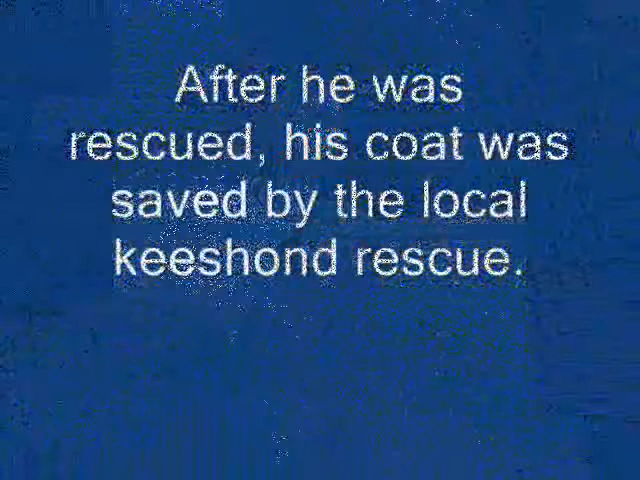 After he was
rescued, his coat was
saved by the local
keeshond rescue.